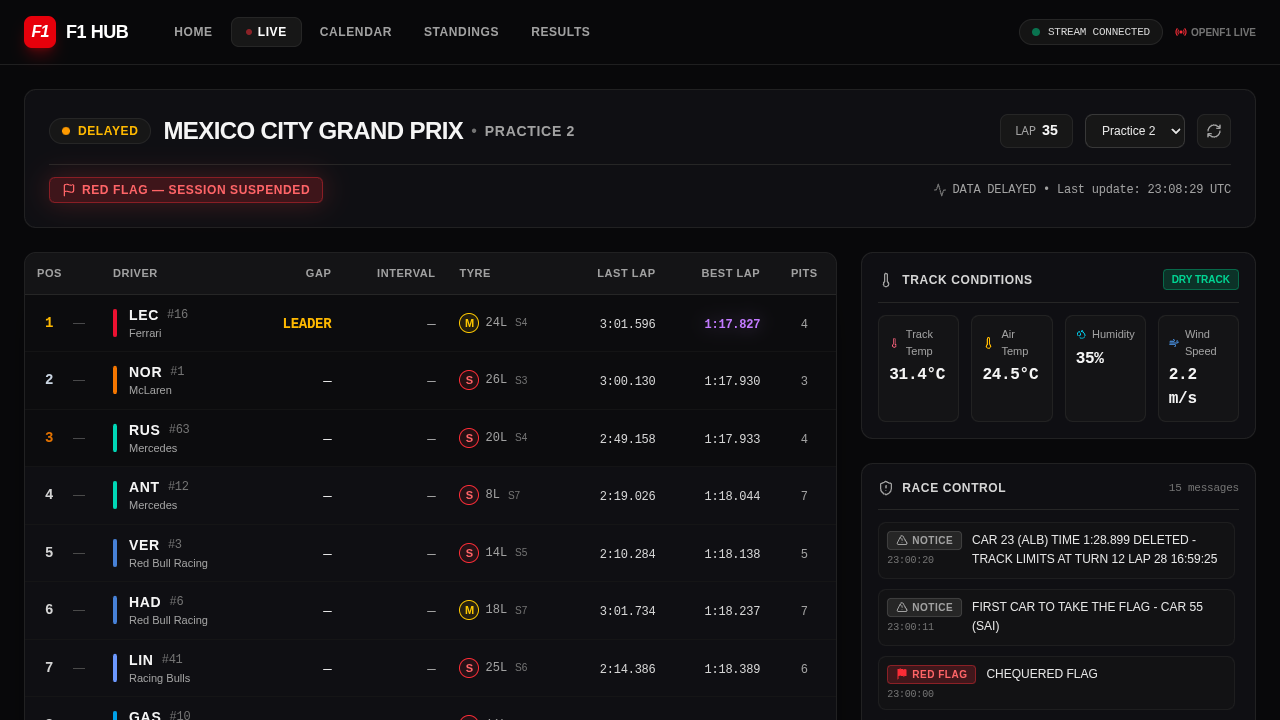 F1 F1 HUB HOME LIVE CALENDAR STANDINGS RESULTS STREAM CONNECTED OPENF1 LIVE
DELAYED MEXICO CITY GRAND PRIX • PRACTICE 2 LAP 35 Practice 2
RED FLAG — SESSION SUSPENDED DATA DELAYED • Last update: 23:08:29 UTC
POS DRIVER GAP INTERVAL TYRE LAST LAP BEST LAP PITS
1 — LEC #16 LEADER — M 24L S4 3:01.596 1:17.827 4
Ferrari
2 — NOR #1 — — S 26L S3 3:00.130 1:17.930 3
McLaren
3 — RUS #63 — — S 20L S4 2:49.158 1:17.933 4
Mercedes
4 — ANT #12 — — S 8L S7 2:19.026 1:18.044 7
Mercedes
5 — VER #3 — — S 14L S5 2:10.284 1:18.138 5
Red Bull Racing
6 — HAD #6 — — M 18L S7 3:01.734 1:18.237 7
Red Bull Racing
7 — LIN #41 — — S 25L S6 2:14.386 1:18.389 6
Racing Bulls
GAS #10
TRACK CONDITIONS DRY TRACK
Track Temp
31.4°C
Air Temp
24.5°C
Humidity
35%
Wind Speed
2.2 m/s
RACE CONTROL 15 messages
NOTICE CAR 23 (ALB) TIME 1:28.899 DELETED -
23:00:20 TRACK LIMITS AT TURN 12 LAP 28 16:59:25
NOTICE FIRST CAR TO TAKE THE FLAG - CAR 55
23:00:11 (SAI)
RED FLAG CHEQUERED FLAG
23:00:00